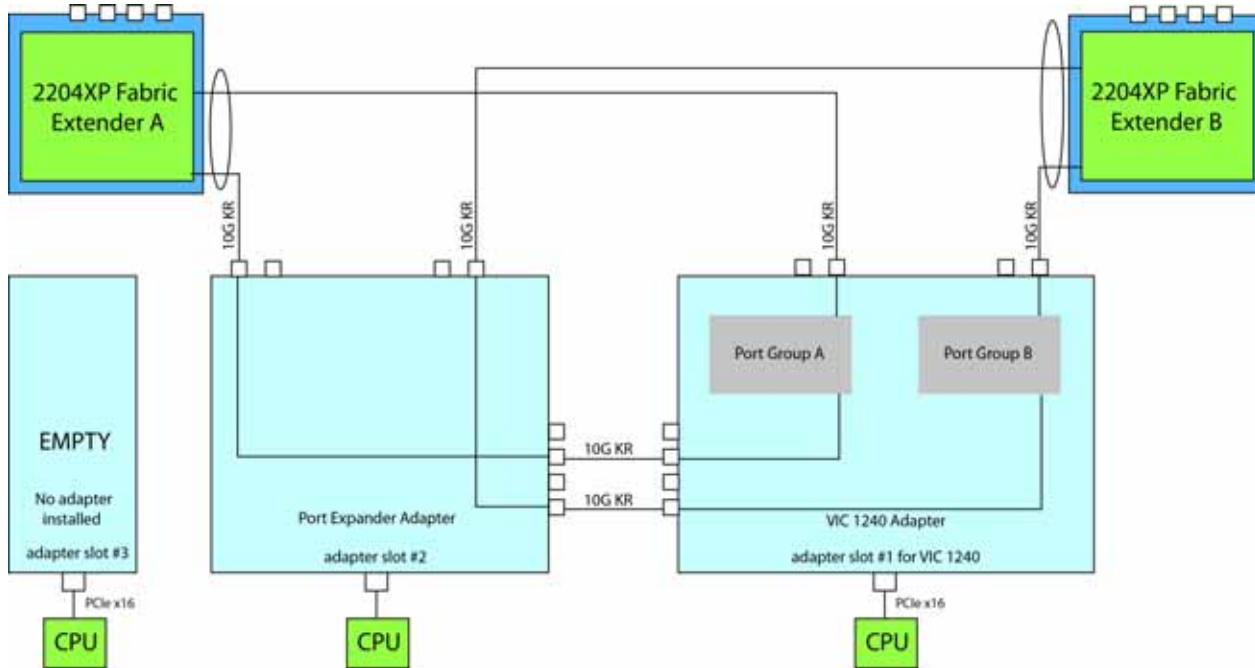 2204XP Fabric
Extender A
2204XP Fabric
Extender B
10G KR
10G KR
10G KR
10G KR
Port Group A
Port Group B
EMPTY
No adapter
installed
adapter slot #3
10G KR
10G KR
Port Expander Adapter
adapter slot #2
VIC 1240 Adapter
adapter slot #1 for VIC 1240
PCIe x16
PCIe x16
CPU
CPU
CPU